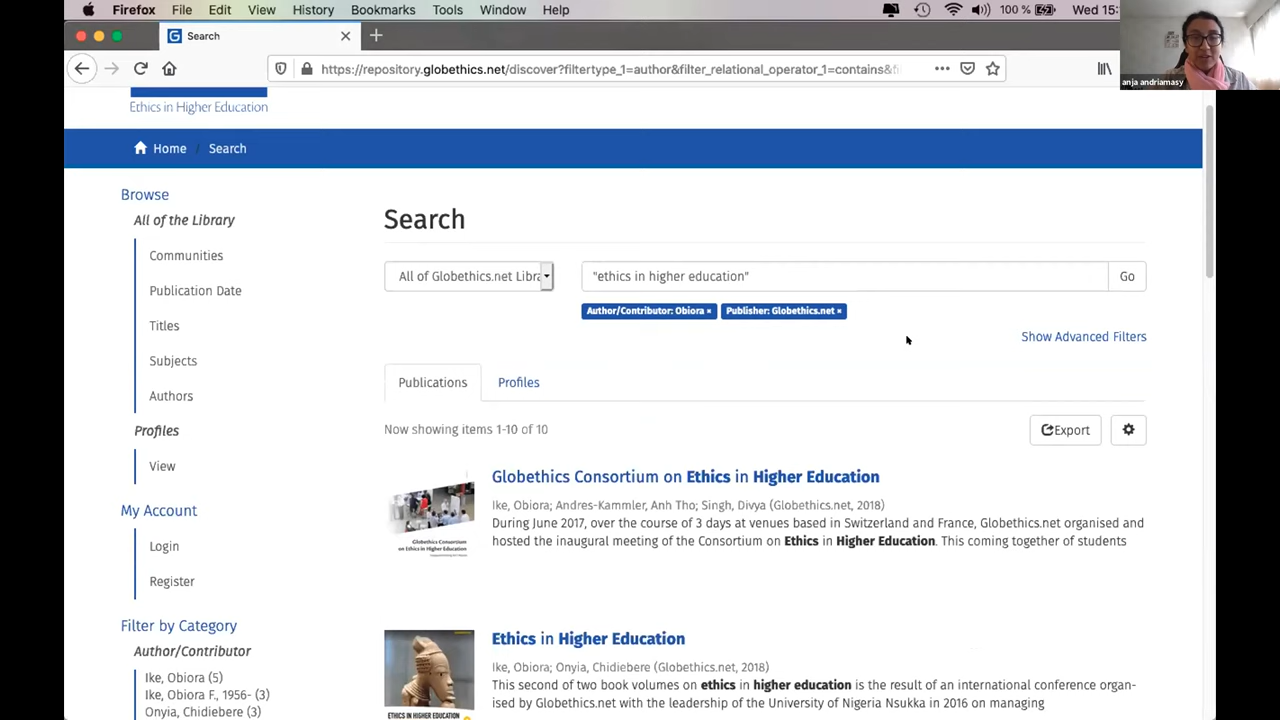 Firefox File Edit View History Bookmarks Tools Window Help 100 % Wed 15:
Search
https://repository.globethics.net/discover?filtertype_1=author&filter_relational_operator_1=contains&f
anja andriamasy
Ethics in Higher Education
Home / Search
Browse
All of the Library
Communities
Publication Date
Titles
Subjects
Authors
Profiles
View
My Account
Login
Register
Filter by Category
Author/Contributor
Ike, Obiora (5)
Ike, Obiora F., 1956- (3)
Onyia, Chidiebere (3)
Search
All of Globethics.net Libra "ethics in higher education" Go
Author/Contributor: Obiora × Publisher: Globethics.net ×
Show Advanced Filters
Publications Profiles
Now showing items 1-10 of 10 Export
Globethics Consortium on Ethics in Higher Education
Ike, Obiora; Andres-Kammler, Anh Tho; Singh, Divya (Globethics.net, 2018)
During June 2017, over the course of 3 days at venues based in Switzerland and France, Globethics.net organised and
hosted the inaugural meeting of the Consortium on Ethics in Higher Education. This coming together of students
Globethics Consortium
on Ethics in Higher Education
Ethics in Higher Education
Ike, Obiora; Onyia, Chidiebere (Globethics.net, 2018)
This second of two book volumes on ethics in higher education is the result of an international conference organ-
ised by Globethics.net with the leadership of the University of Nigeria Nsukka in 2016 on managing
ETHICS IN HIGHER EDUCATION